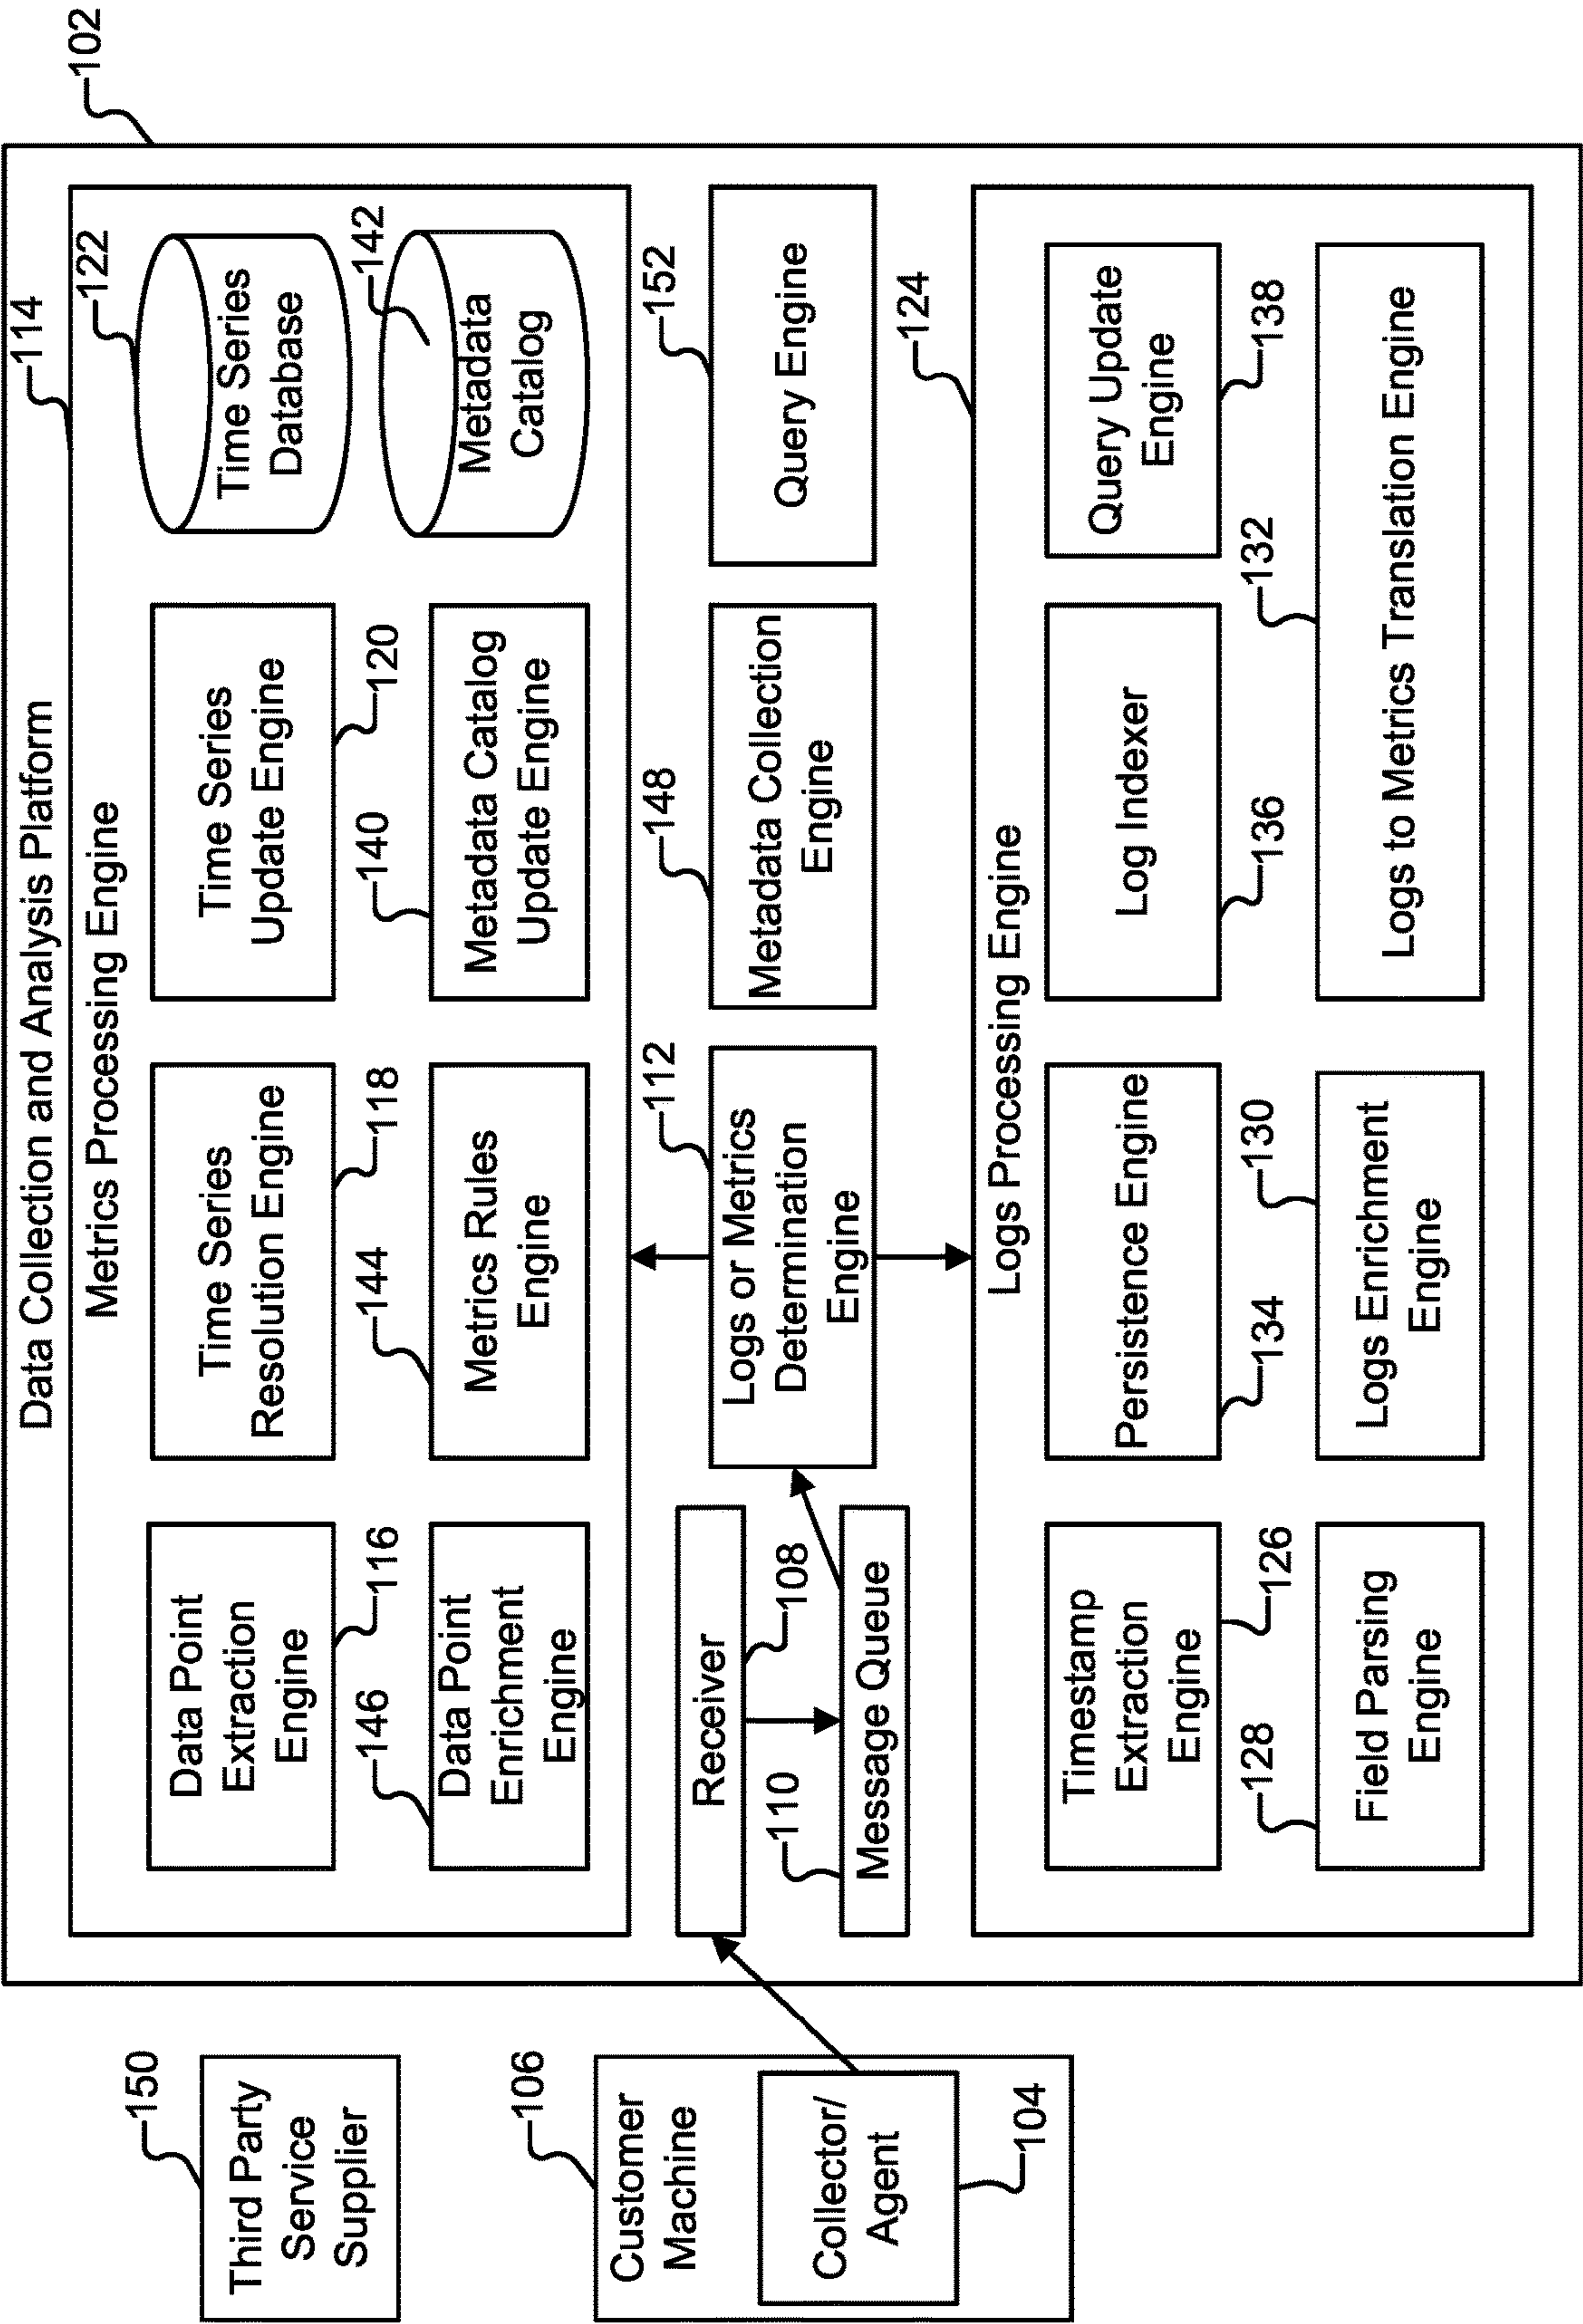 Third Party
Service
Supplier
150
Customer
Machine
106
Collector/
Agent
104
Data Collection and Analysis Platform
102
Metrics Processing Engine
114
Data Point
Extraction
Engine
116
Time Series
Resolution Engine
118
Time Series
Update Engine
120
Time Series
Database
122
146
Data Point
Enrichment
Engine
144
Metrics Rules
Engine
140
Metadata Catalog
Update Engine
142
Metadata
Catalog
Receiver
108
110
Message Queue
112
Logs or Metrics
Determination
Engine
148
Metadata Collection
Engine
152
Query Engine
Logs Processing Engine
124
Timestamp
Extraction
Engine
126
Persistence Engine
134
Log Indexer
136
Query Update
Engine
138
128
Field Parsing
Engine
130
Logs Enrichment
Engine
132
Logs to Metrics Translation Engine